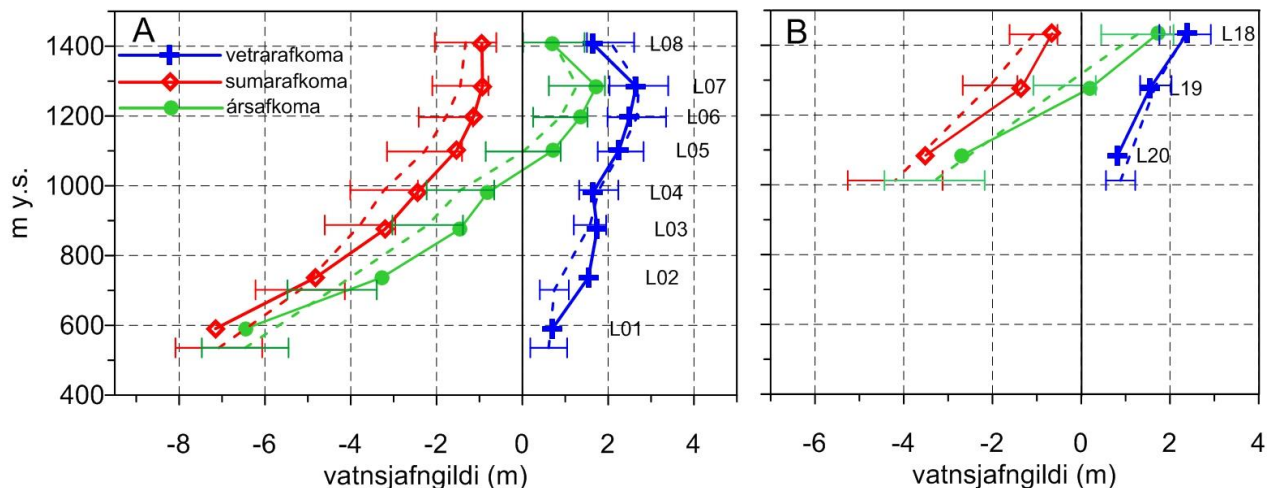 A
vetrarafkoma
sumarafkoma
ársafkoma
m y.s.
1400
1200
1000
800
600
400
L08
L07
L06
L05
L04
L03
L02
L01
-8 -6 -4 -2 0 2 4
vatnsjafngildi (m)
B
L18
L19
L20
-6 -4 -2 0 2 4
vatnsjafngildi (m)